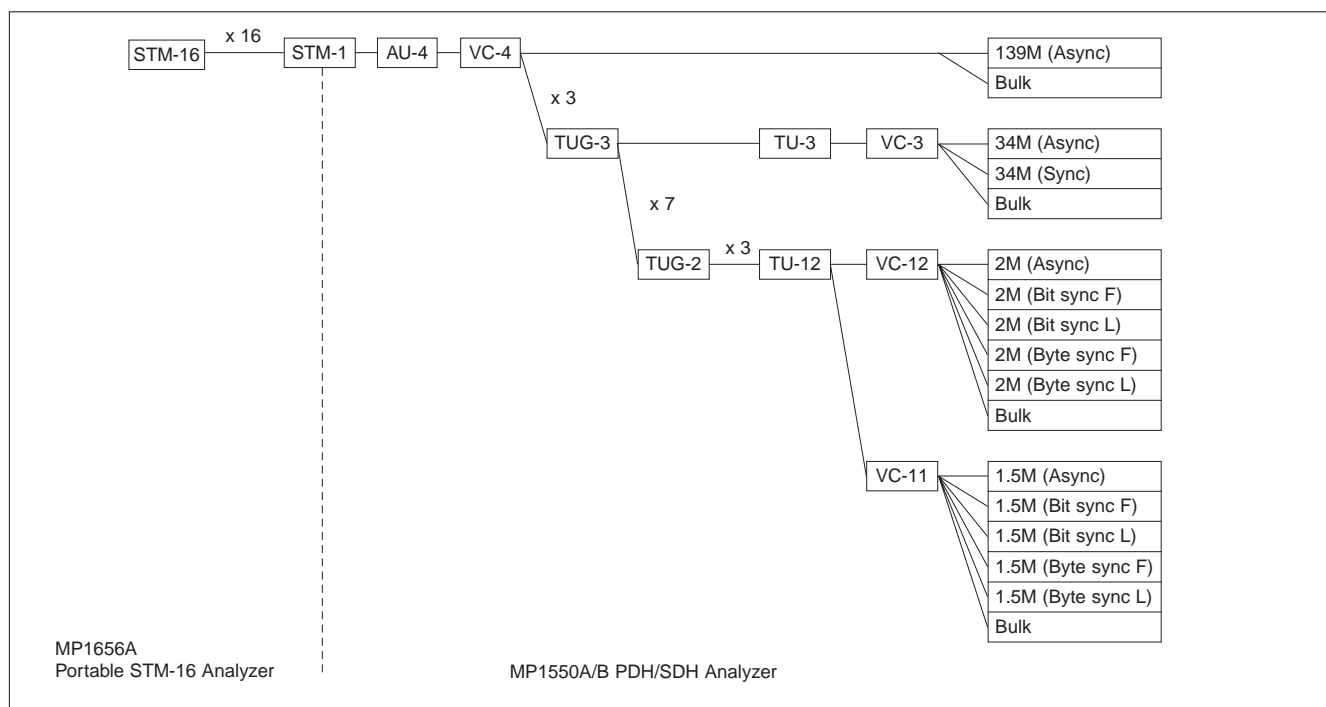 x 16
STM-16
STM-1
AU-4
VC-4
139M (Async)
Bulk
x 3
TUG-3
TU-3
VC-3
34M (Async)
34M (Sync)
Bulk
x 7
x 3
TUG-2
TU-12
VC-12
2M (Async)
2M (Bit sync F)
2M (Bit sync L)
2M (Byte sync F)
2M (Byte sync L)
Bulk
VC-11
1.5M (Async)
1.5M (Bit sync F)
1.5M (Bit sync L)
1.5M (Byte sync F)
1.5M (Byte sync L)
Bulk
MP1656A
Portable STM-16 Analyzer
MP1550A/B PDH/SDH Analyzer